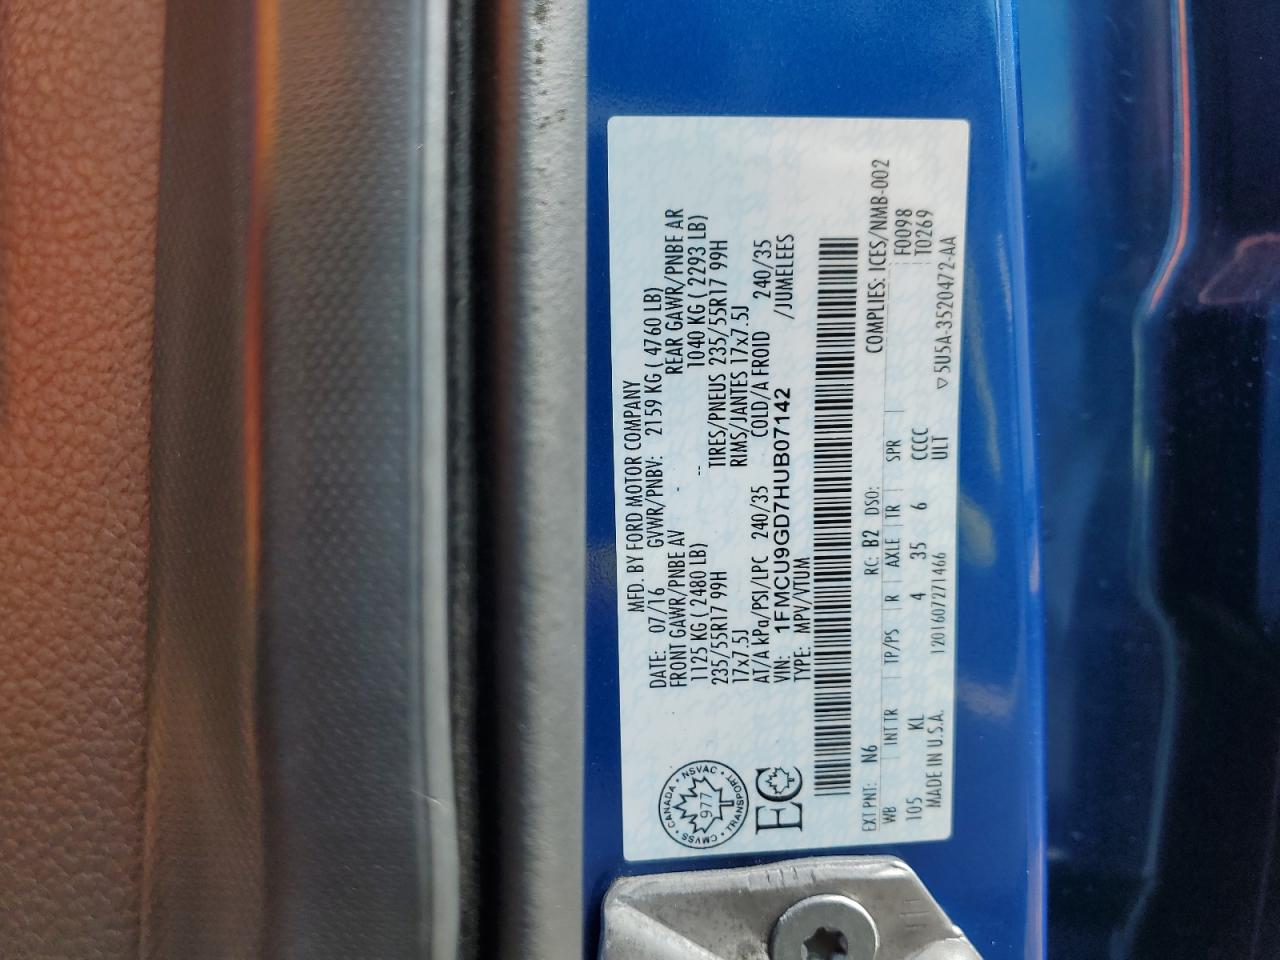 MFD. BY FORD MOTOR COMPANY
DATE: 07/16 GVWR/PNBV: 2159 KG ( 4760 LB)
FRONT GAWR/PNBE AV REAR GAWR/PNBE AR
1125 KG ( 2480 LB) -- 1040 KG ( 2293 LB)
235/55R17 99H TIRES/PNEUS 235/55R17 99H
17x7.5J RIMS/JANTES 17x7.5J
AT/A kPa/PSI/LPC 240/35 COLD/A FROID 240/35
VIN: 1FMCU9GD7HUB07142 /JUMELEES
TYPE: MPV/VTUM
CANADA • NSVAC • TRANSPORT • CMVSS •
977
EC
COMPLIES: ICES/NMB-002
EXT PNT: N6 RC: B2 DSO:
WB INT TR TP/PS R AXLE TR SPR
F0098
T0269
105 KL 4 35 6 CCCC
ULT
MADE IN U.S.A. 1201607271466 ▽ 5U5A-3520472-AA